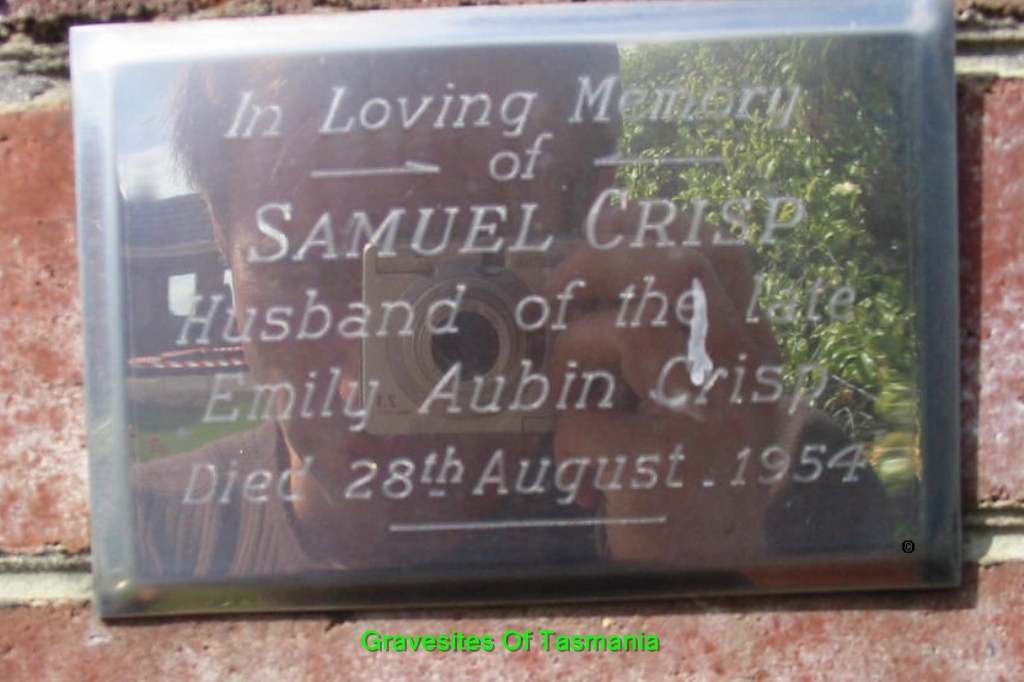 In Loving Memory
of
SAMUEL CRISP
Husband of the late
Emily Aubin Crisp
Died 28th August. 1954
©
Gravesites Of Tasmania